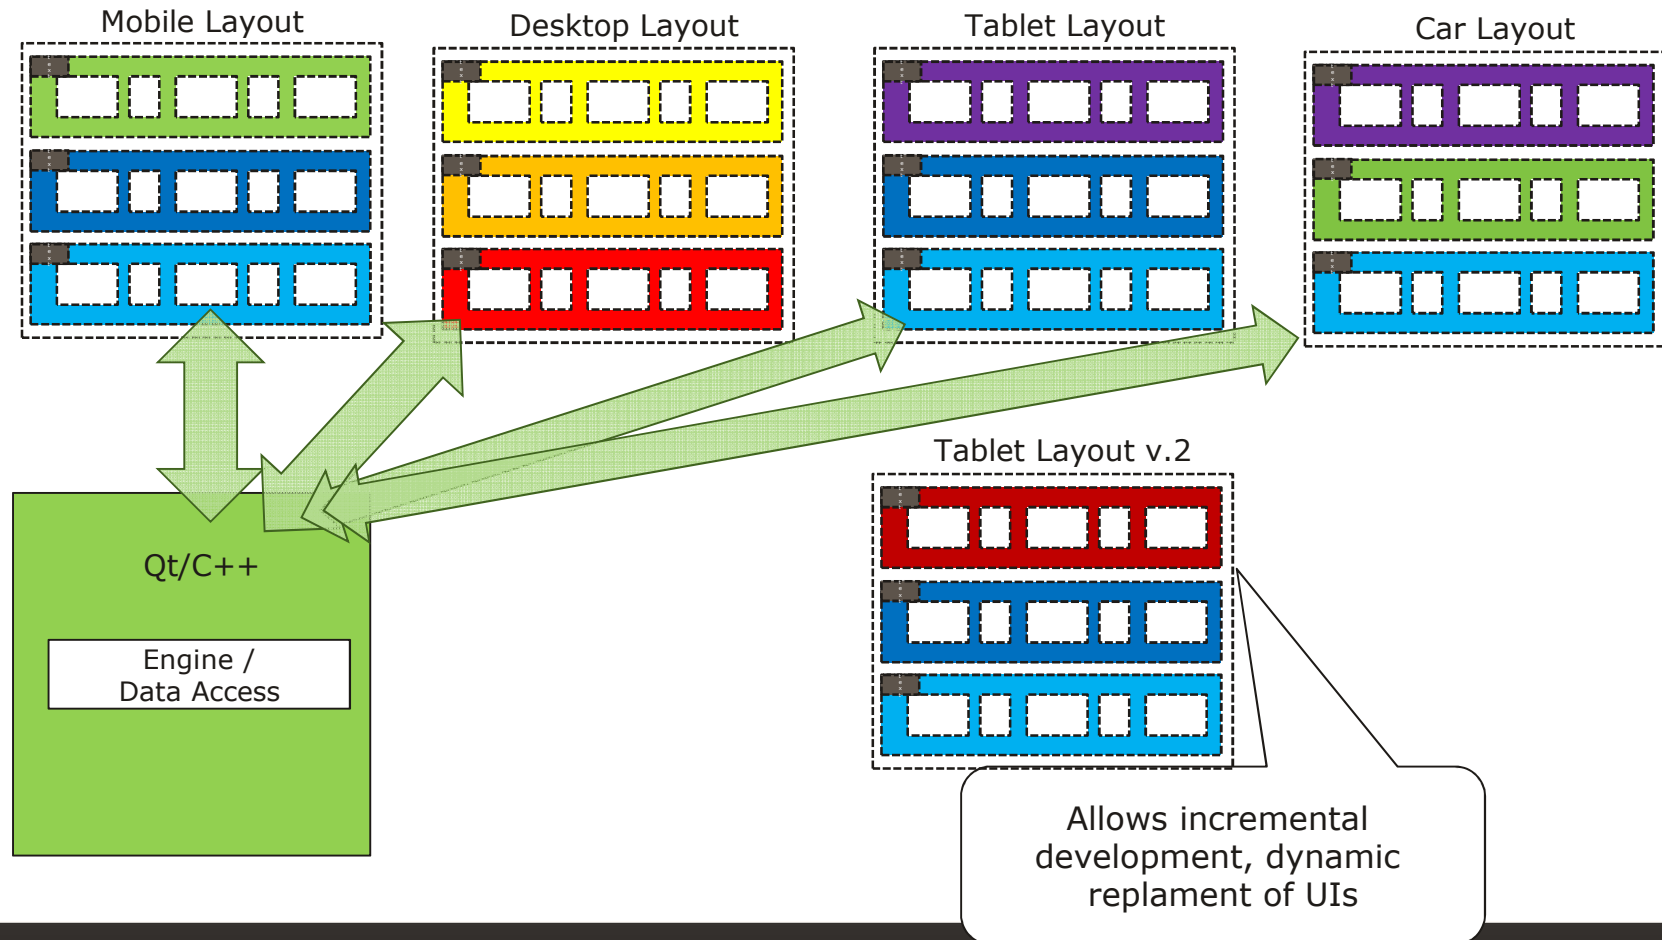 Mobile Layout
Desktop Layout
Tablet Layout
Car Layout
Tablet Layout v.2
Qt/C++
Engine /
Data Access
Allows incremental
development, dynamic
replament of UIs